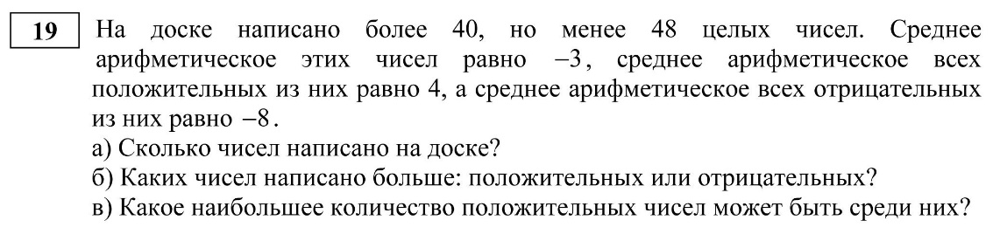 19 На доске написано более 40, но менее 48 целых чисел. Среднее
арифметическое этих чисел равно −3, среднее арифметическое всех
положительных из них равно 4, а среднее арифметическое всех отрицательных
из них равно −8.
а) Сколько чисел написано на доске?
б) Каких чисел написано больше: положительных или отрицательных?
в) Какое наибольшее количество положительных чисел может быть среди них?